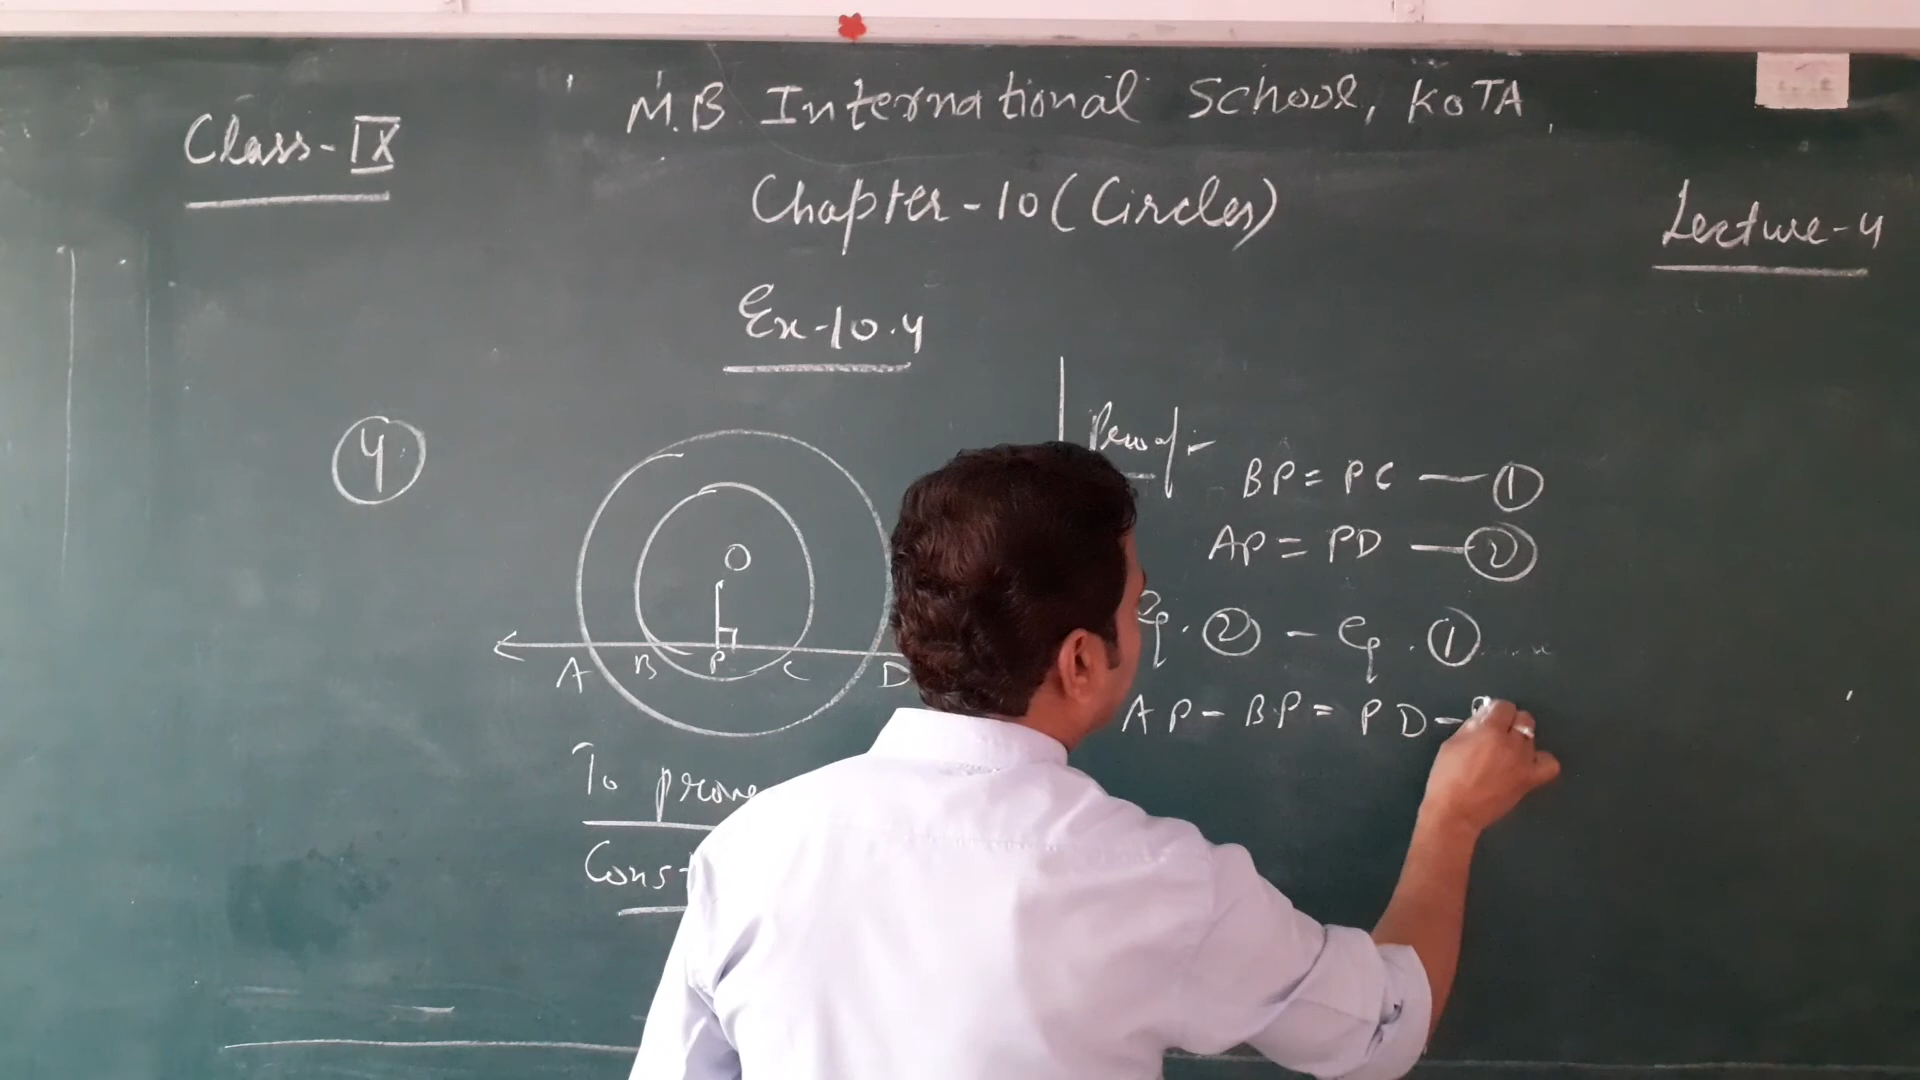 M.B International School, KOTA
Class-IX
Chapter-10 (Circles)
Lecture-4
Ex-10.4
4
O
A B P C D
To prove
Const
Proof:-
BP = PC — ①
AP = PD — ②
Eq. ② - Eq. ①
AP - BP = PD -